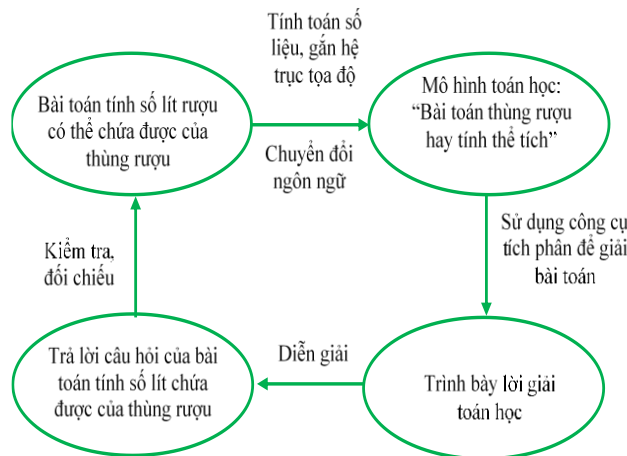 Tính toán số
liệu, gắn hệ
trục tọa độ
Bài toán tính số lít rượu
có thể chứa được của
thùng rượu
Chuyển đổi
ngôn ngữ
Mô hình toán học:
“Bài toán thùng rượu
hay tính thể tích”
Sử dụng công cụ
tích phân để giải
bài toán
Trình bày lời giải
toán học
Diễn giải
Trả lời câu hỏi của bài
toán tính số lít chứa
được của thùng rượu
Kiểm tra,
đối chiếu